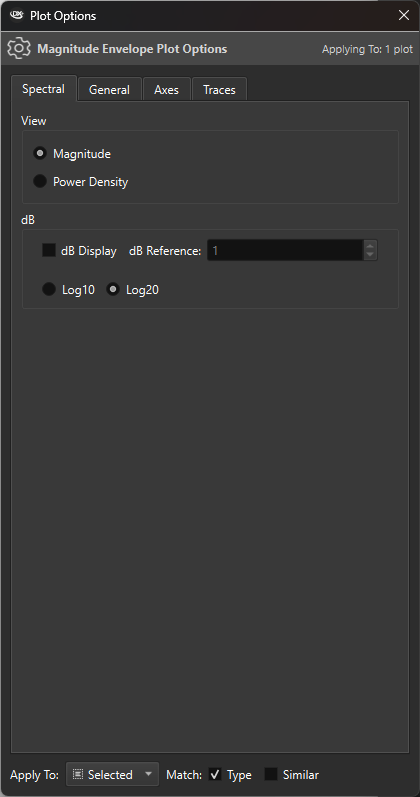 Plot Options
Magnitude Envelope Plot Options Applying To: 1 plot
Spectral General Axes Traces
View
Magnitude
Power Density
dB
dB Display dB Reference: 1
Log10 Log20
Apply To: Selected Match: Type Similar